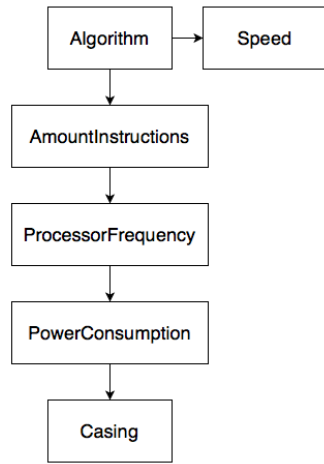 Algorithm
Speed
AmountInstructions
ProcessorFrequency
PowerConsumption
Casing